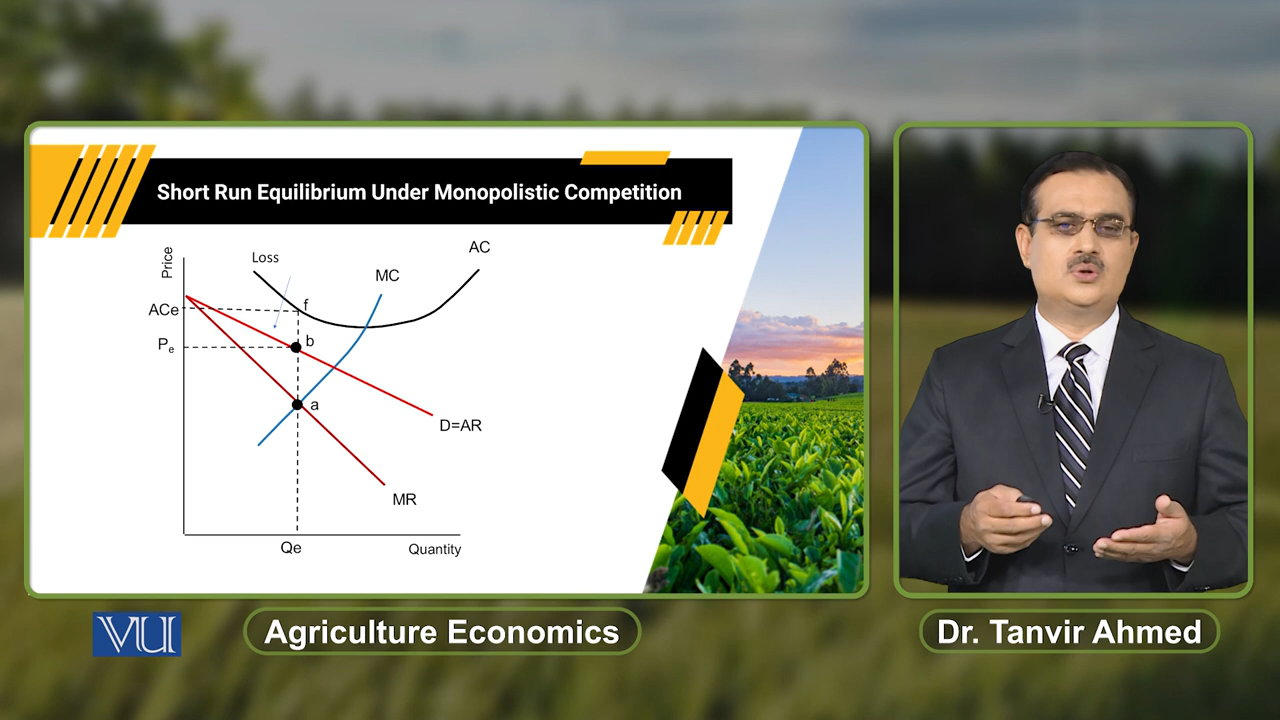 Short Run Equilibrium Under Monopolistic Competition
Price
Loss
AC
MC
ACe
f
Pe
b
a
D=AR
MR
Qe
Quantity
VU
Agriculture Economics
Dr. Tanvir Ahmed